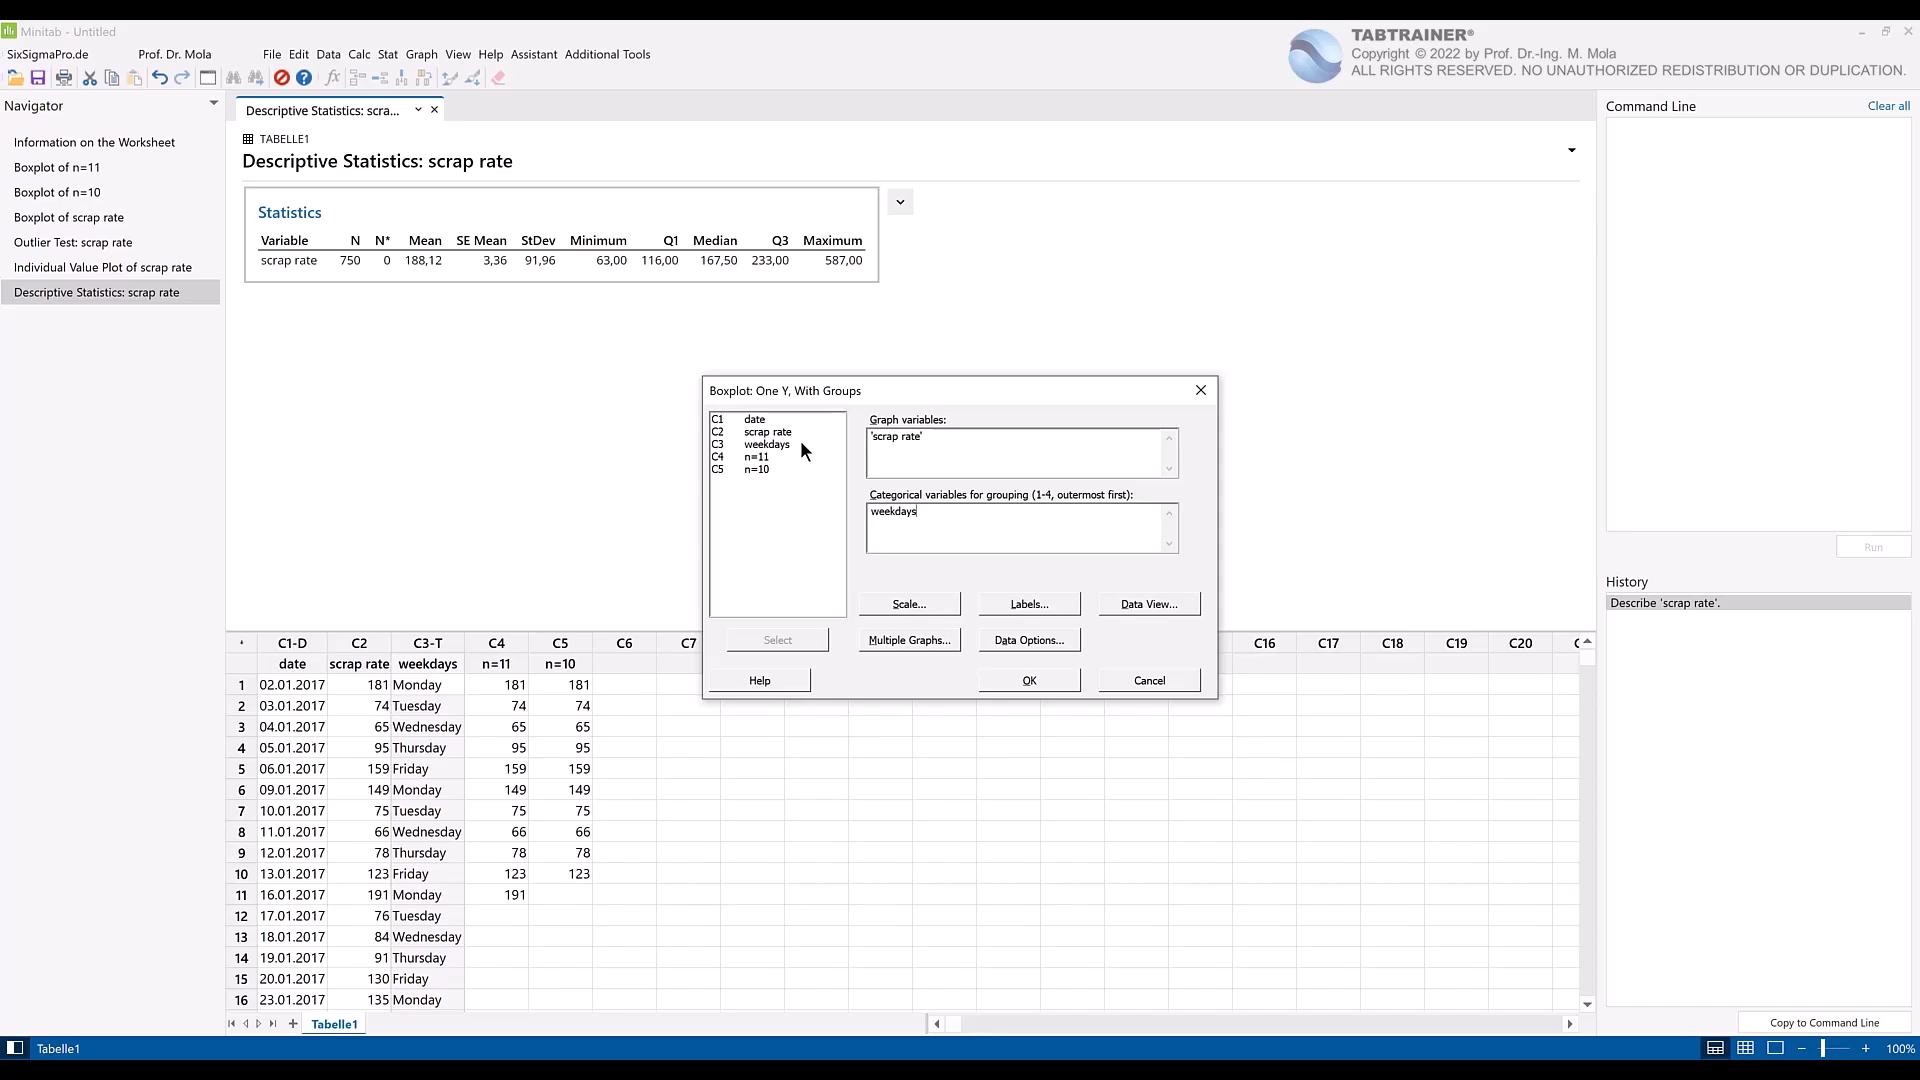 Minitab - Untitled
SixSigmaPro.de Prof. Dr. Mola File Edit Data Calc Stat Graph View Help Assistant Additional Tools
TABTRAINER®
Copyright © 2022 by Prof. Dr.-Ing. M. Mola
ALL RIGHTS RESERVED. NO UNAUTHORIZED REDISTRIBUTION OR DUPLICATION.
Navigator
Information on the Worksheet
Boxplot of n=11
Boxplot of n=10
Boxplot of scrap rate
Outlier Test: scrap rate
Individual Value Plot of scrap rate
Descriptive Statistics: scrap rate
Descriptive Statistics: scra...
TABELLE1
Descriptive Statistics: scrap rate
Statistics
Variable N N* Mean SE Mean StDev Minimum Q1 Median Q3 Maximum
scrap rate 750 0 188,12 3,36 91,96 63,00 116,00 167,50 233,00 587,00
Boxplot: One Y, With Groups
C1 date
C2 scrap rate
C3 weekdays
C4 n=11
C5 n=10
Graph variables:
'scrap rate'
Categorical variables for grouping (1-4, outermost first):
weekdays
Scale... Labels... Data View...
Select Multiple Graphs... Data Options...
Help OK Cancel
C1-D C2 C3-T C4 C5 C6 C7 C16 C17 C18 C19 C20
date scrap rate weekdays n=11 n=10
1 02.01.2017 181 Monday 181 181
2 03.01.2017 74 Tuesday 74 74
3 04.01.2017 65 Wednesday 65 65
4 05.01.2017 95 Thursday 95 95
5 06.01.2017 159 Friday 159 159
6 09.01.2017 149 Monday 149 149
7 10.01.2017 75 Tuesday 75 75
8 11.01.2017 66 Wednesday 66 66
9 12.01.2017 78 Thursday 78 78
10 13.01.2017 123 Friday 123 123
11 16.01.2017 191 Monday 191
12 17.01.2017 76 Tuesday
13 18.01.2017 84 Wednesday
14 19.01.2017 91 Thursday
15 20.01.2017 130 Friday
16 23.01.2017 135 Monday
Tabelle1
Command Line Clear all
Run
History
Describe 'scrap rate'.
Copy to Command Line
Tabelle1
100%